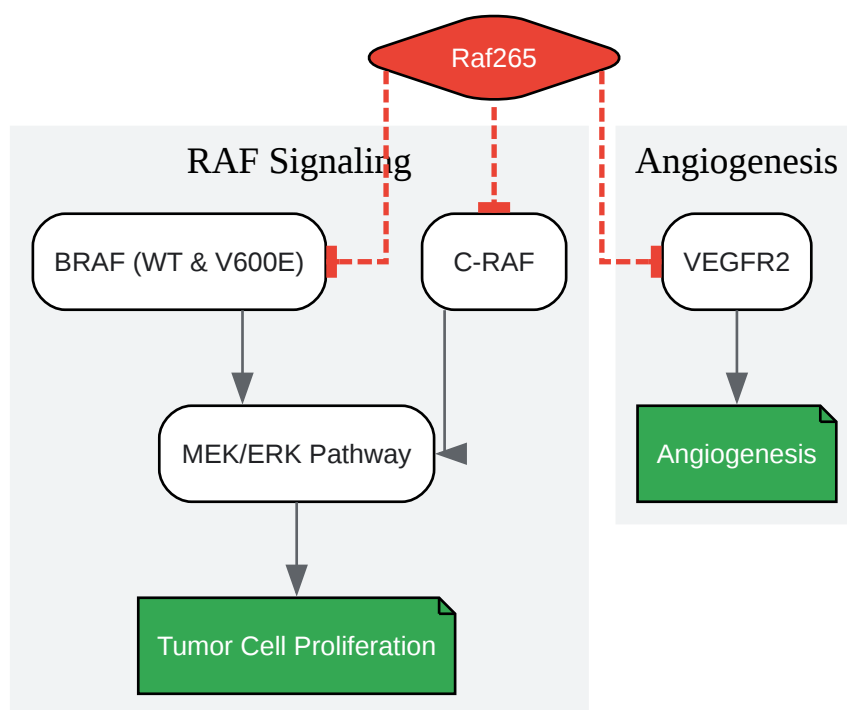 Raf265
RAF Signaling
Angiogenesis
BRAF (WT & V600E)
C-RAF
VEGFR2
MEK/ERK Pathway
Angiogenesis
Tumor Cell Proliferation